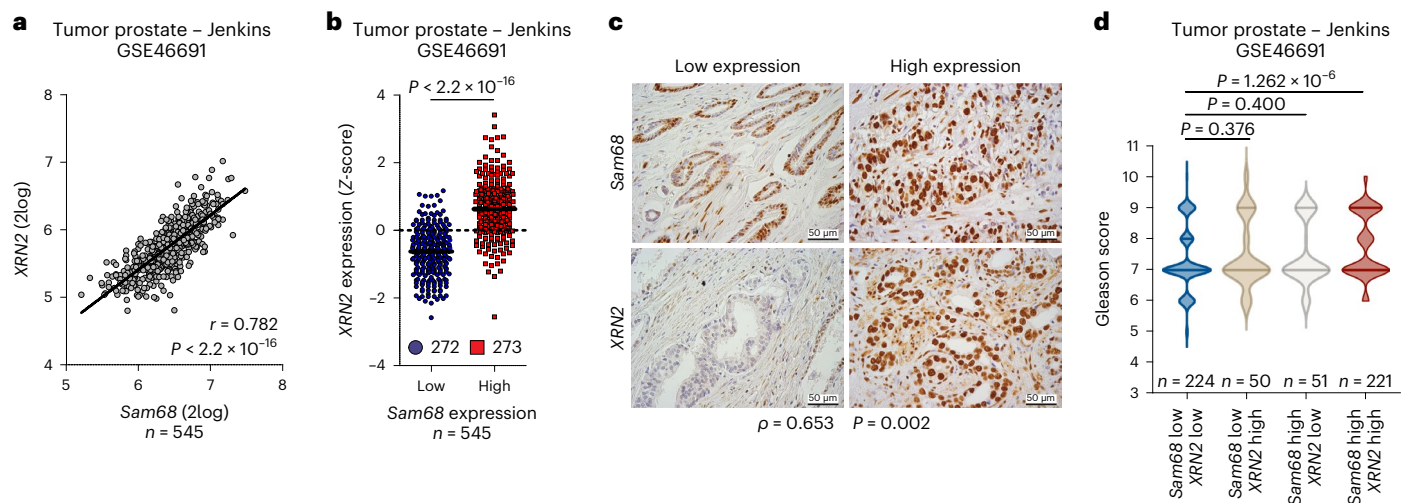 a
Tumor prostate – Jenkins
GSE46691
8
7
6
5
4
XRN2 (2log)
r = 0.782
P < 2.2 × 10⁻¹⁶
5
6
7
8
Sam68 (2log)
n = 545
b
Tumor prostate – Jenkins
GSE46691
P < 2.2 × 10⁻¹⁶
4
2
0
−2
−4
XRN2 expression (Z-score)
272
273
Low
High
Sam68 expression
n = 545
c
Low expression
High expression
Sam68
50 µm
50 µm
XRN2
50 µm
50 µm
ρ = 0.653
P = 0.002
d
Tumor prostate – Jenkins
GSE46691
P = 1.262 × 10⁻⁶
P = 0.400
P = 0.376
11
10
9
8
7
6
5
4
3
Gleason score
n = 224
n = 50
n = 51
n = 221
Sam68 low
XRN2 low
Sam68 low
XRN2 high
Sam68 high
XRN2 low
Sam68 high
XRN2 high